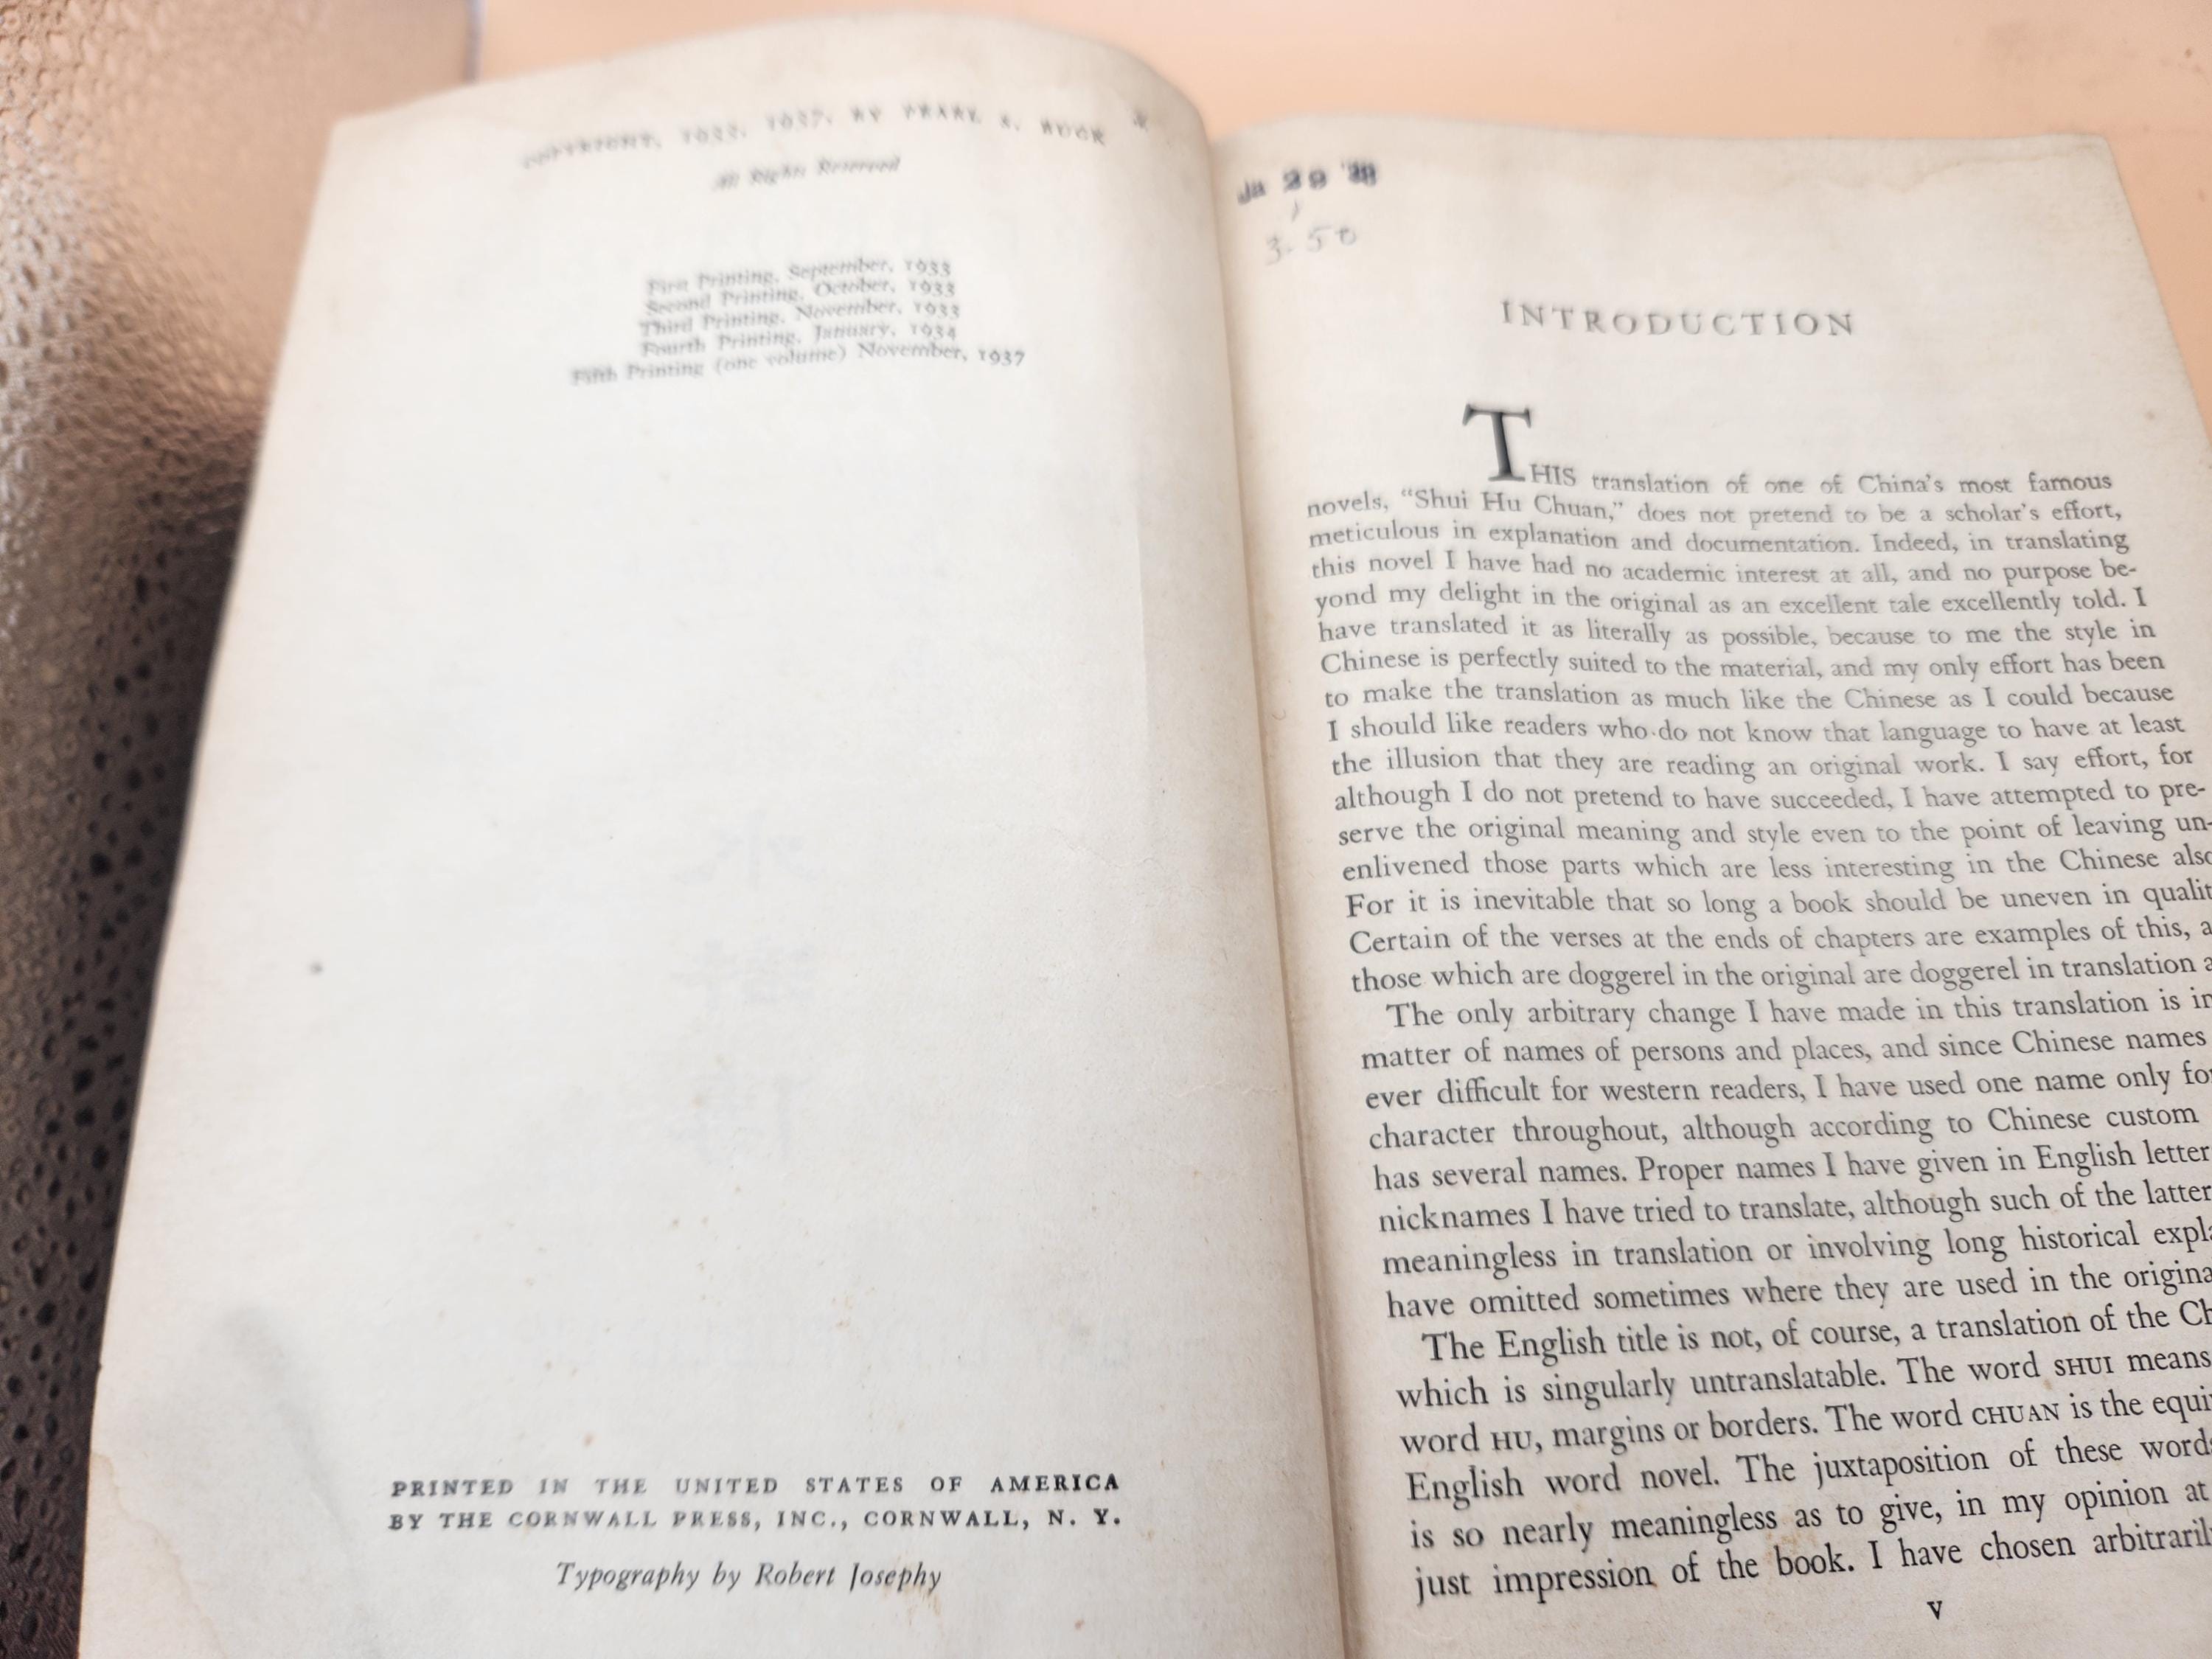 COPYRIGHT, 1933, 1937, BY PEARL S. BUCK
All Rights Reserved
First Printing, September, 1933
Second Printing, October, 1933
Third Printing, November, 1933
Fourth Printing, January, 1934
Fifth Printing (one volume) November, 1937
PRINTED IN THE UNITED STATES OF AMERICA
BY THE CORNWALL PRESS, INC., CORNWALL, N. Y.
Typography by Robert Josephy
Ja 29
3.50
INTRODUCTION
THIS translation of one of China's most famous
novels, "Shui Hu Chuan," does not pretend to be a scholar's effort,
meticulous in explanation and documentation. Indeed, in translating
this novel I have had no academic interest at all, and no purpose be-
yond my delight in the original as an excellent tale excellently told. I
have translated it as literally as possible, because to me the style in
Chinese is perfectly suited to the material, and my only effort has been
to make the translation as much like the Chinese as I could because
I should like readers who do not know that language to have at least
the illusion that they are reading an original work. I say effort, for
although I do not pretend to have succeeded, I have attempted to pre-
serve the original meaning and style even to the point of leaving un-
enlivened those parts which are less interesting in the Chinese also
For it is inevitable that so long a book should be uneven in qualit
Certain of the verses at the ends of chapters are examples of this, a
those which are doggerel in the original are doggerel in translation a
The only arbitrary change I have made in this translation is in
matter of names of persons and places, and since Chinese names
ever difficult for western readers, I have used one name only for
character throughout, although according to Chinese custom
has several names. Proper names I have given in English letter
nicknames I have tried to translate, although such of the latter
meaningless in translation or involving long historical expla
have omitted sometimes where they are used in the origina
The English title is not, of course, a translation of the Ch
which is singularly untranslatable. The word SHUI means
word HU, margins or borders. The word CHUAN is the equi
English word novel. The juxtaposition of these word
is so nearly meaningless as to give, in my opinion at
just impression of the book. I have chosen arbitraril
v